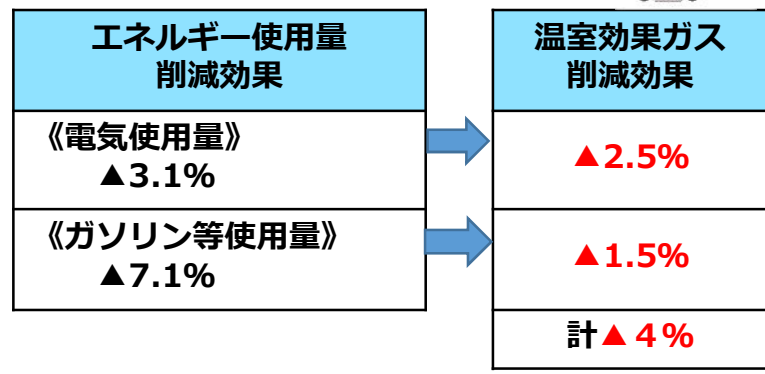 エネルギー使用量
削減効果
温室効果ガス
削減効果
《電気使用量》
▲3.1%
▲2.5%
《ガソリン等使用量》
▲7.1%
▲1.5%
計▲４％